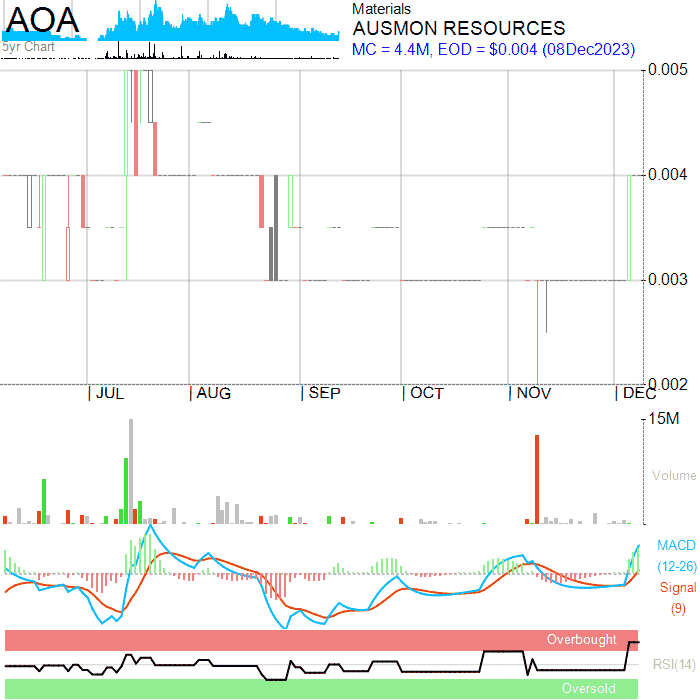 AOA
5yr Chart
Materials
AUSMON RESOURCES
MC = 4.4M, EOD = $0.004 (08Dec2023)
0.005
0.004
0.003
0.002
| JUL | AUG | SEP | OCT | NOV | DEC
15M
Volume
MACD
(12-26)
Signal
(9)
Overbought
RSI(14)
Oversold